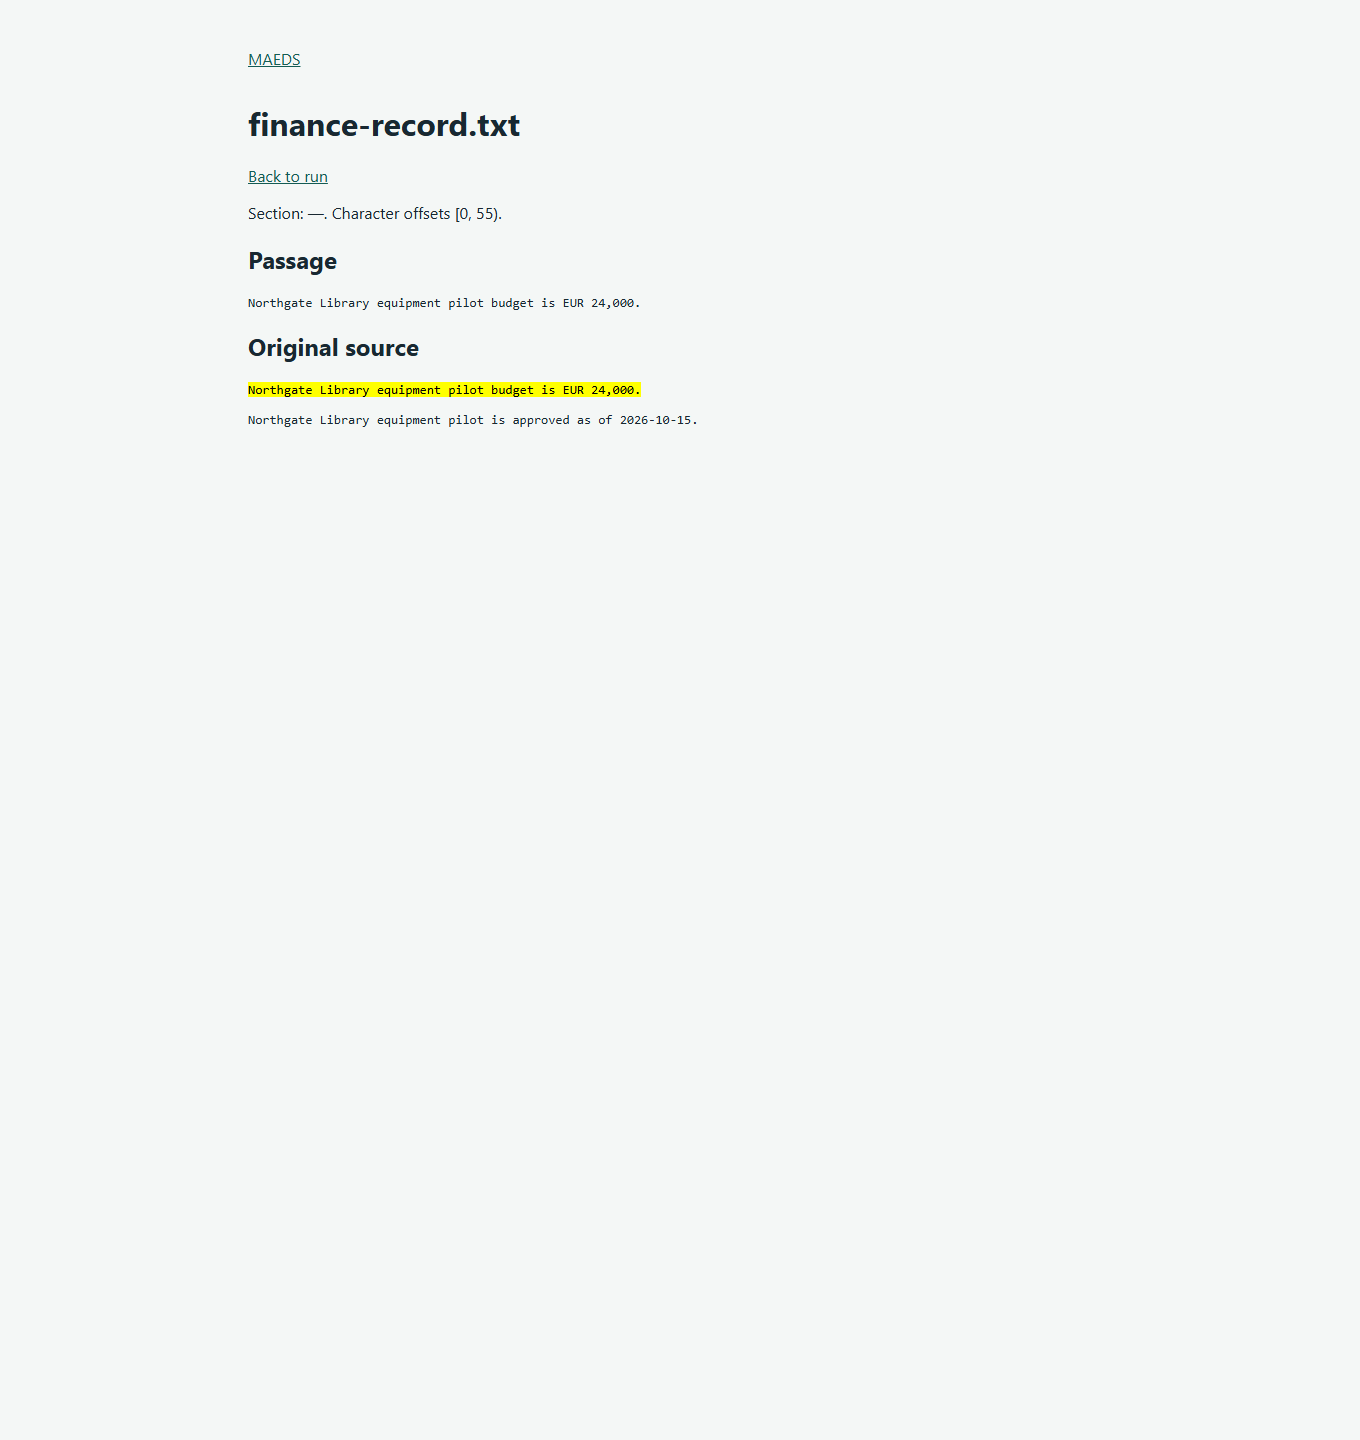 MAEDS
finance-record.txt
Back to run
Section: —. Character offsets [0, 55).
Passage
Northgate Library equipment pilot budget is EUR 24,000.
Original source
Northgate Library equipment pilot budget is EUR 24,000.
Northgate Library equipment pilot is approved as of 2026-10-15.